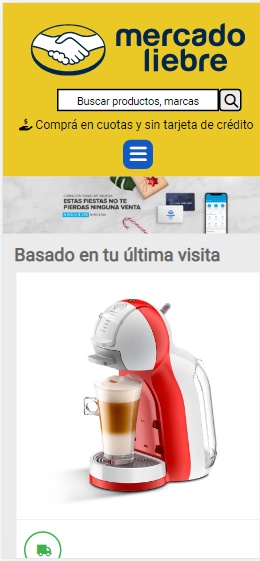 mercado
liebre
Buscar productos, marcas
Comprá en cuotas y sin tarjeta de crédito
ESTAS FIESTAS NO TE
PIERDAS NINGUNA VENTA
Basado en tu última visita